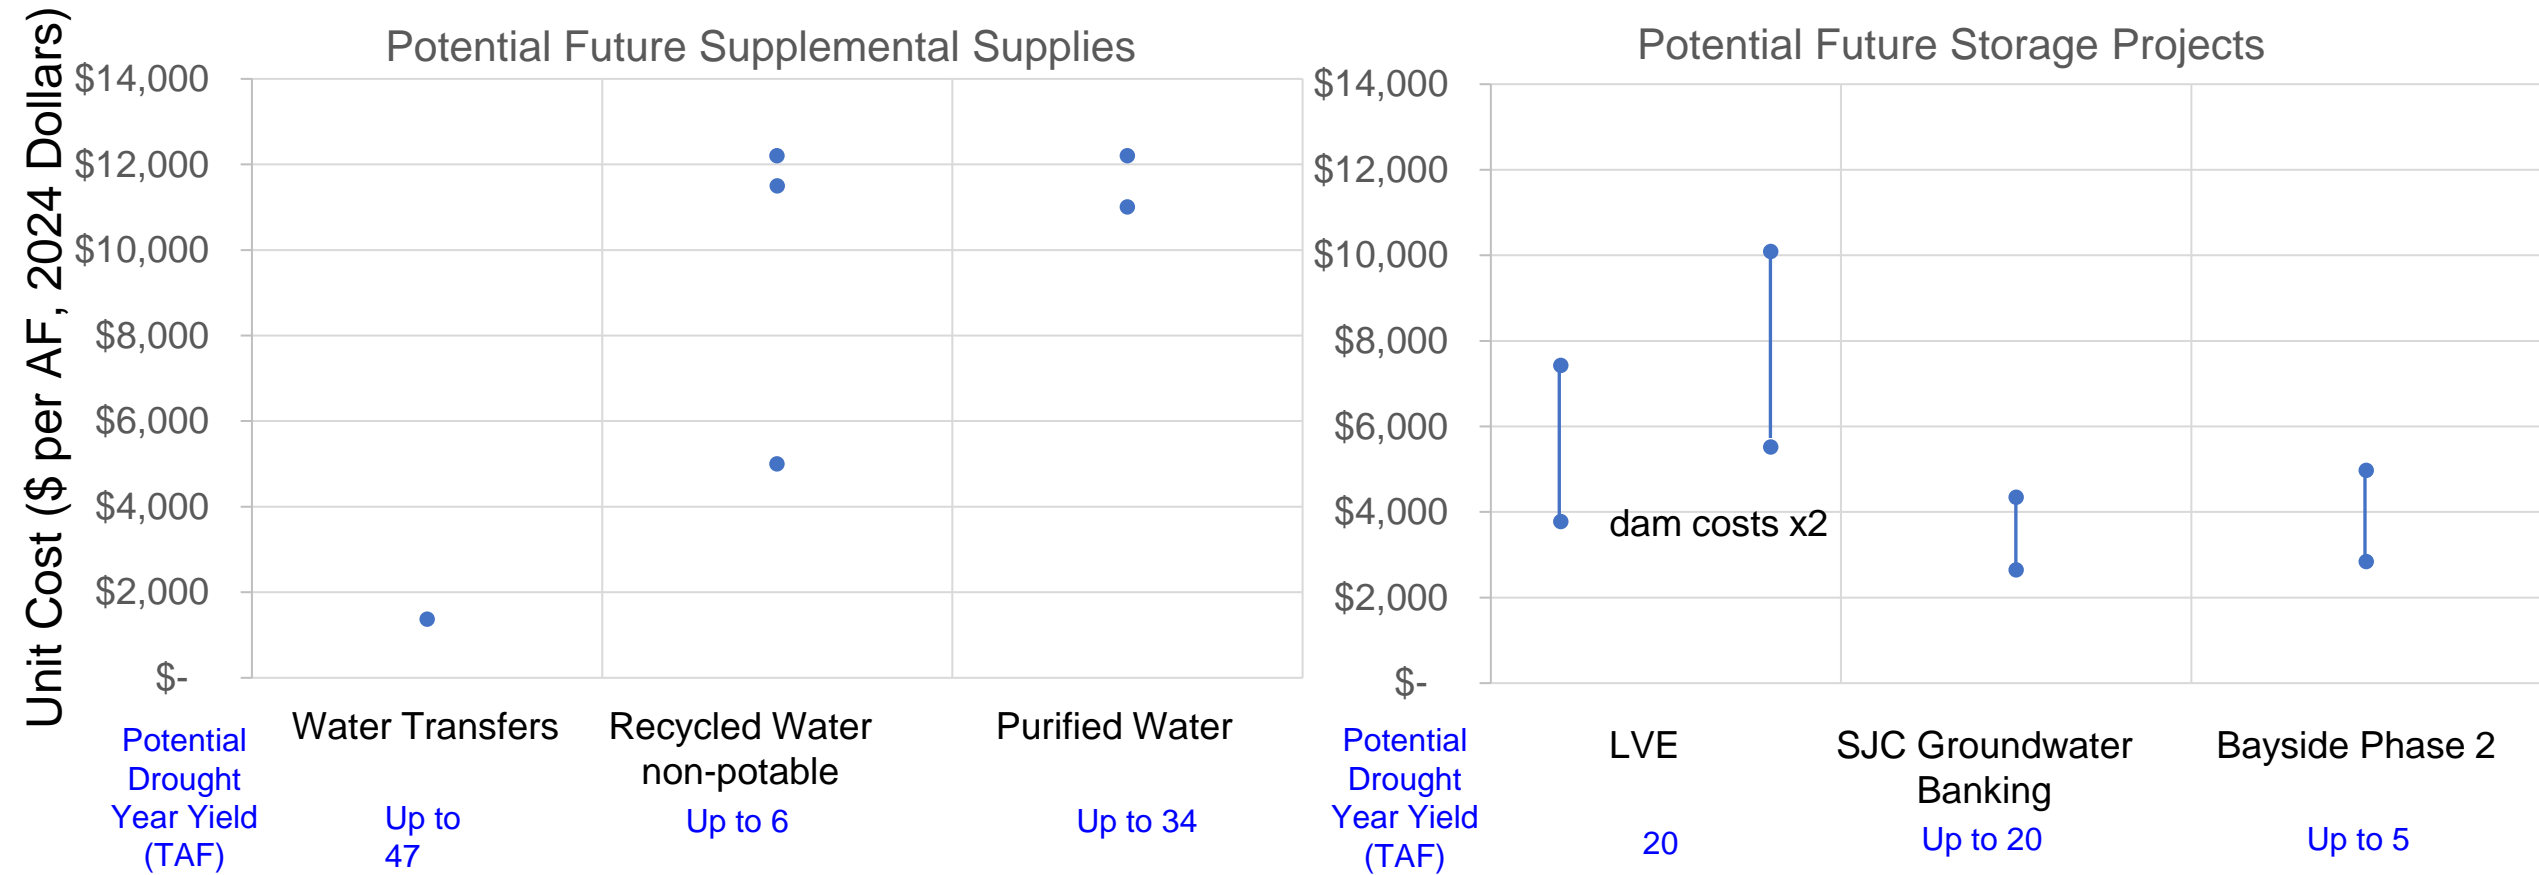 Unit Cost ($ per AF, 2024 Dollars)
Potential Future Supplemental Supplies
$14,000
$12,000
$10,000
$8,000
$6,000
$4,000
$2,000
$-
Water Transfers
Recycled Water
non-potable
Purified Water
Potential
Drought
Year Yield
(TAF)
Up to
47
Up to 6
Up to 34
Potential Future Storage Projects
$14,000
$12,000
$10,000
$8,000
$6,000
$4,000
$2,000
$-
dam costs x2
LVE
SJC Groundwater
Banking
Bayside Phase 2
Potential
Drought
Year Yield
(TAF)
20
Up to 20
Up to 5